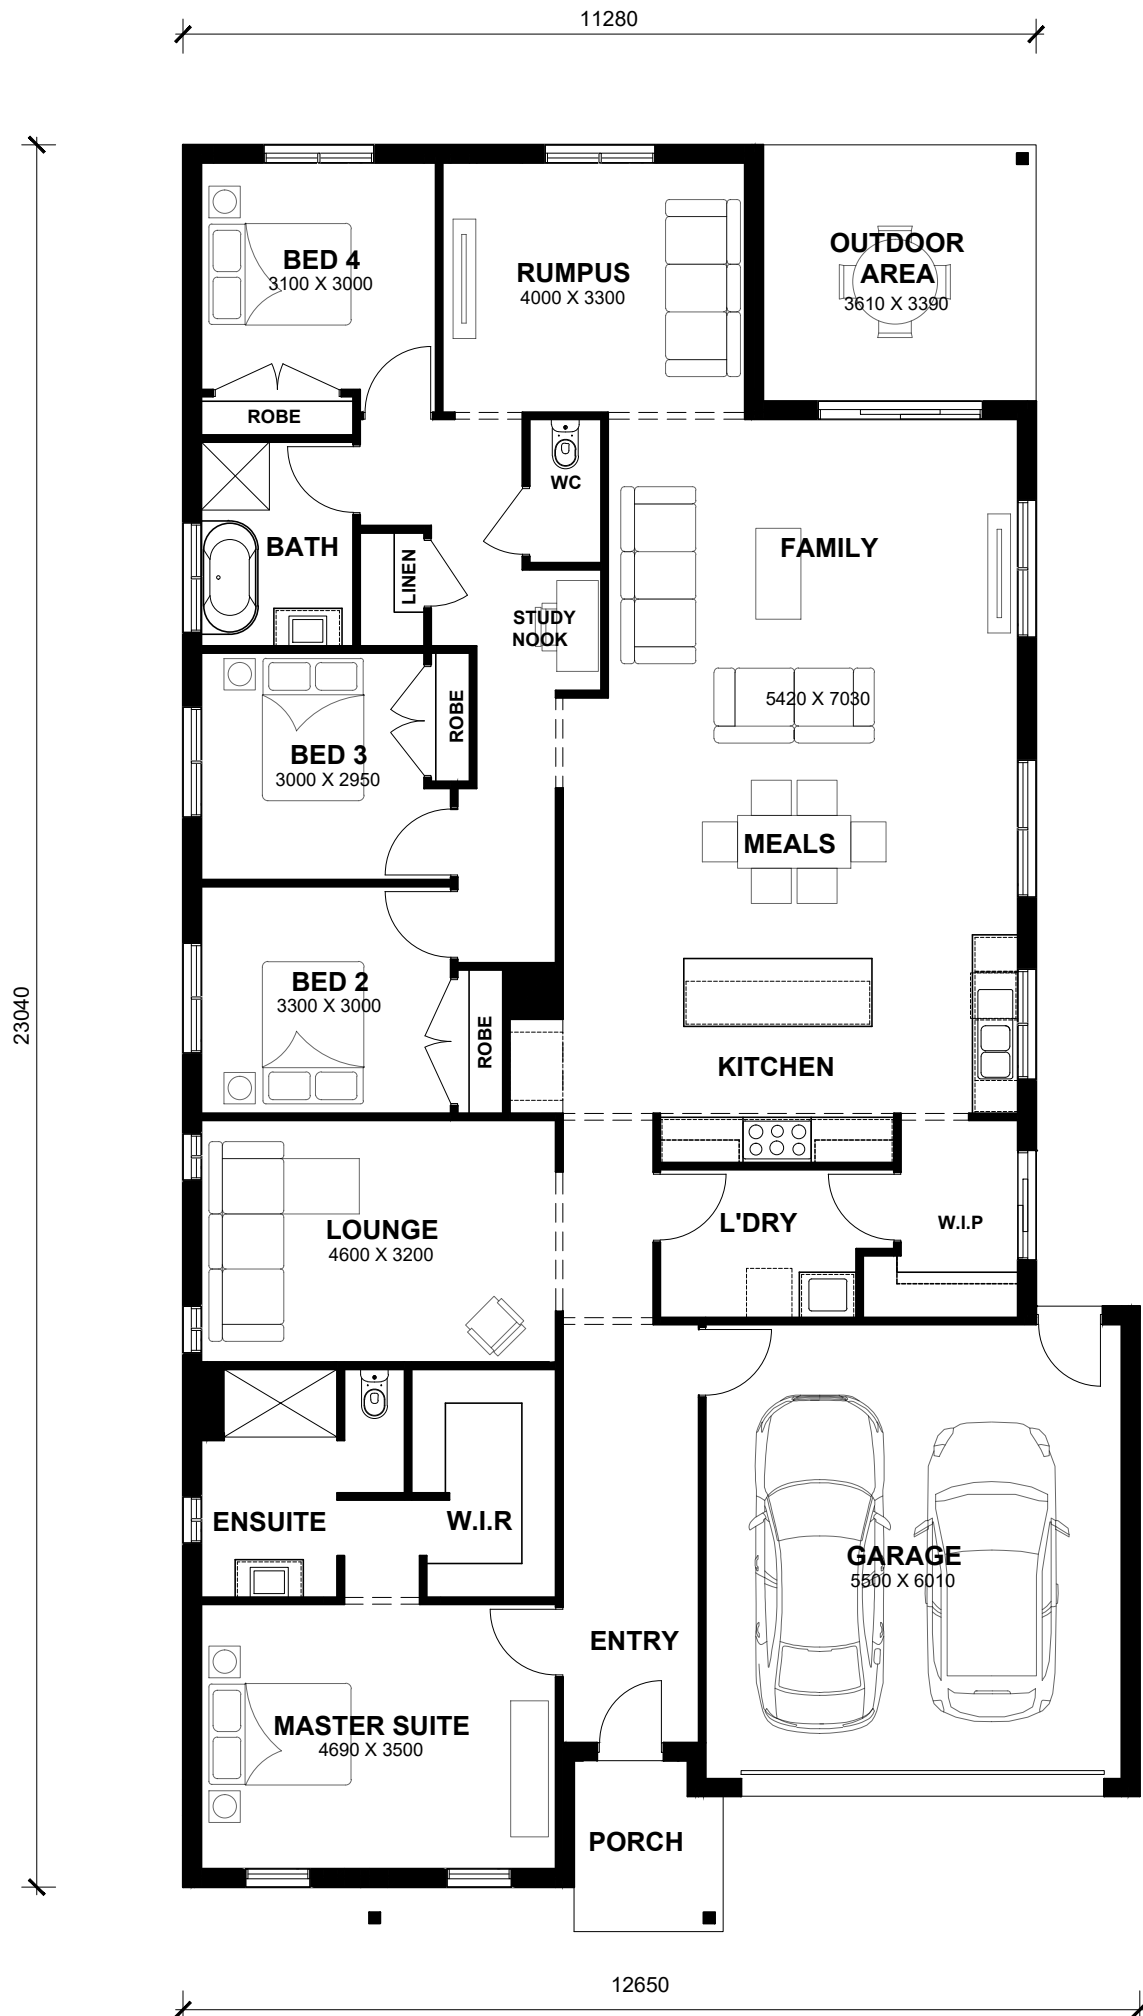 11280
BED 4
3100 X 3000
RUMPUS
4000 X 3300
OUTDOOR
AREA
3610 X 3390
ROBE
WC
BATH
LINEN
FAMILY
STUDY
NOOK
5420 X 7030
ROBE
BED 3
3000 X 2950
MEALS
23040
BED 2
3300 X 3000
ROBE
KITCHEN
LOUNGE
4600 X 3200
L'DRY
W.I.P
ENSUITE
W.I.R
GARAGE
5500 X 6010
ENTRY
MASTER SUITE
4690 X 3500
PORCH
12650